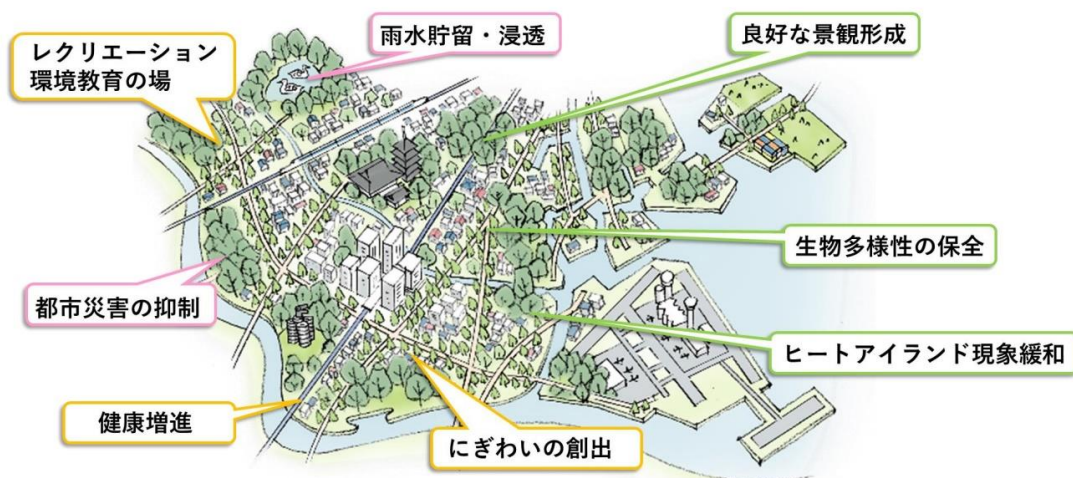 雨水貯留・浸透
良好な景観形成
レクリエーション
環境教育の場
生物多様性の保全
都市災害の抑制
ヒートアイランド現象緩和
健康増進
にぎわいの創出